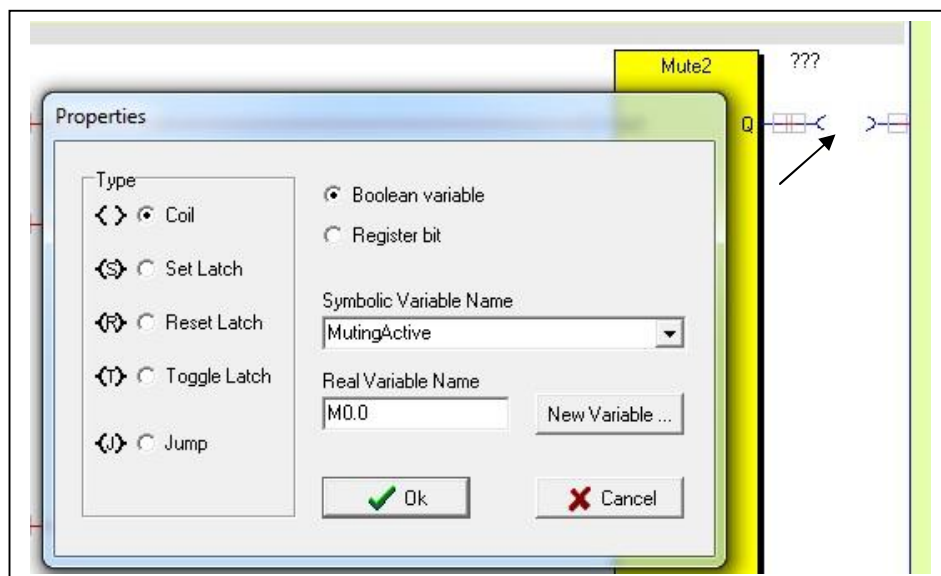 Mute2
???
Properties
Q
Type
Coil
Boolean variable
Register bit
(S) Set Latch
Symbolic Variable Name
(R) Reset Latch
MutingActive
(T) Toggle Latch
Real Variable Name
M0.0
New Variable ...
(J) Jump
Ok
Cancel